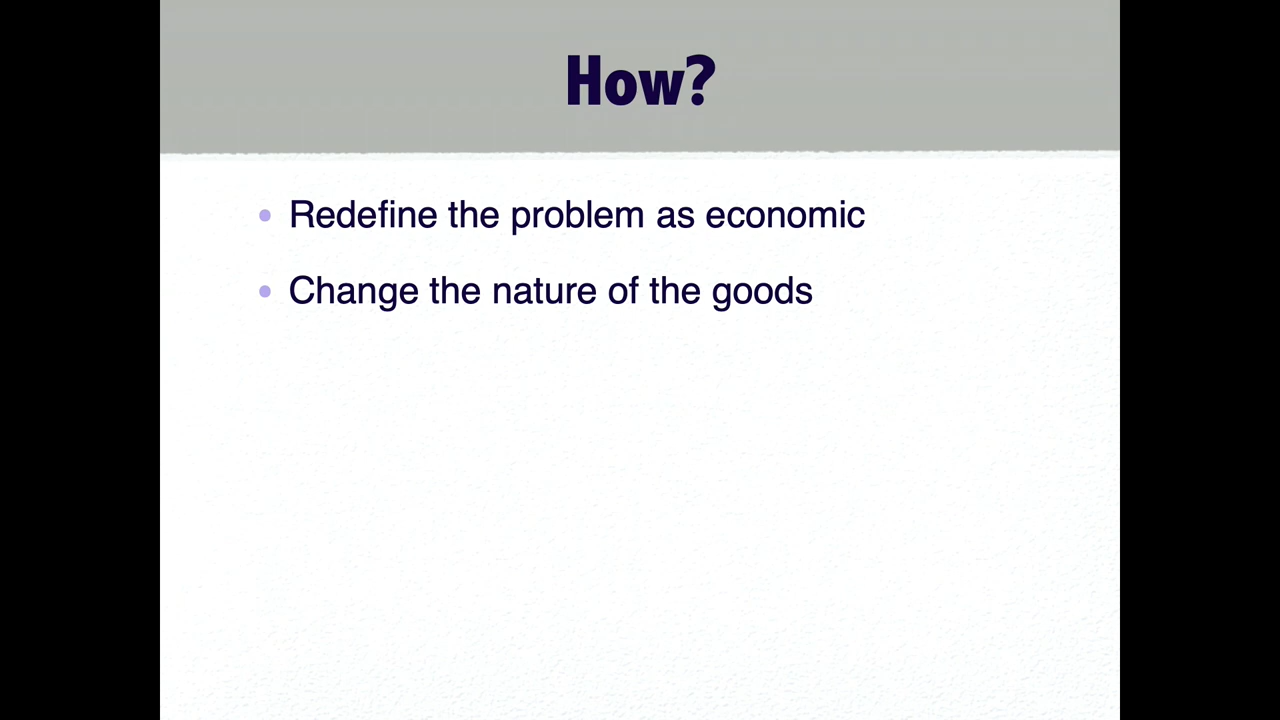 How?
• Redefine the problem as economic
• Change the nature of the goods